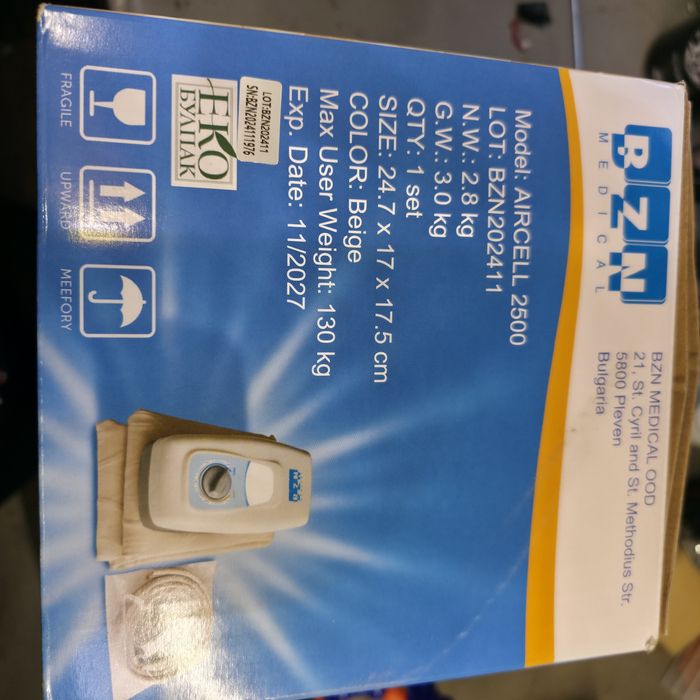 BZN
MEDICAL
BZN MEDICAL OOD
21, St. Cyril and St. Methodius Str.
5800 Pleven
Bulgaria
Model: AIRCELL 2500
LOT: BZN202411
N.W.: 2.8 kg
G.W.: 3.0 kg
QTY: 1 set
SIZE: 24.7 x 17 x 17.5 cm
COLOR: Beige
Max User Weight: 130 kg
Exp. Date: 11/2027
LOT:BZN202411
SN:BZN2024111976
ЕКО
БУЛПАК
FRAGILE
UPWARD
MEEFORY
BZN